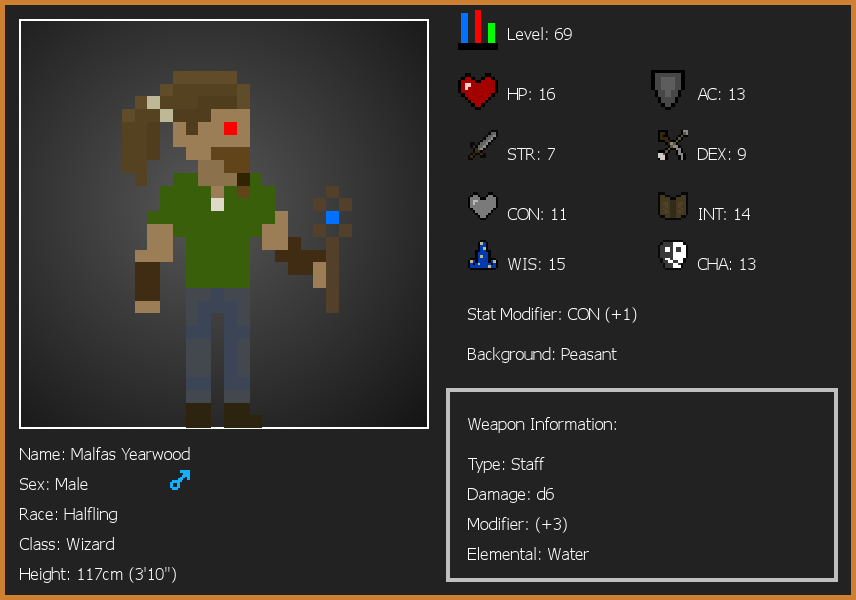 Level: 69
HP: 16
AC: 13
STR: 7
DEX: 9
CON: 11
INT: 14
WIS: 15
CHA: 13
Stat Modifier: CON (+1)
Background: Peasant
Weapon Information:
Type: Staff
Damage: d6
Modifier: (+3)
Elemental: Water
Name: Malfas Yearwood
Sex: Male
Race: Halfling
Class: Wizard
Height: 117cm (3'10")